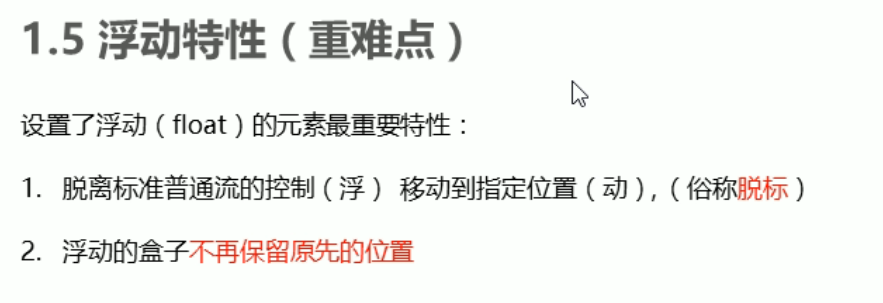 1.5 浮动特性（重难点）
设置了浮动（float）的元素最重要特性：
1. 脱离标准普通流的控制（浮） 移动到指定位置（动），（俗称脱标）
2. 浮动的盒子不再保留原先的位置